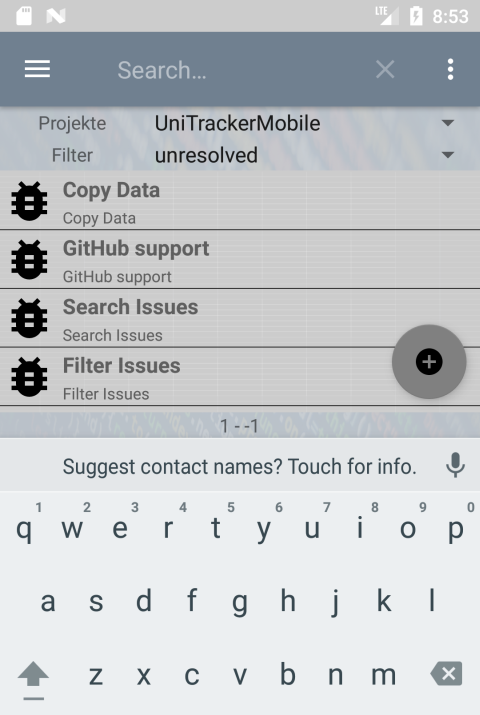 LTE 8:53
Search…
Projekte UniTrackerMobile
Filter unresolved
Copy Data
Copy Data
GitHub support
GitHub support
Search Issues
Search Issues
Filter Issues
Filter Issues
1 - -1
Suggest contact names? Touch for info.
1 2 3 4 5 6 7 8 9 0
q w e r t y u i o p
a s d f g h j k l
z x c v b n m